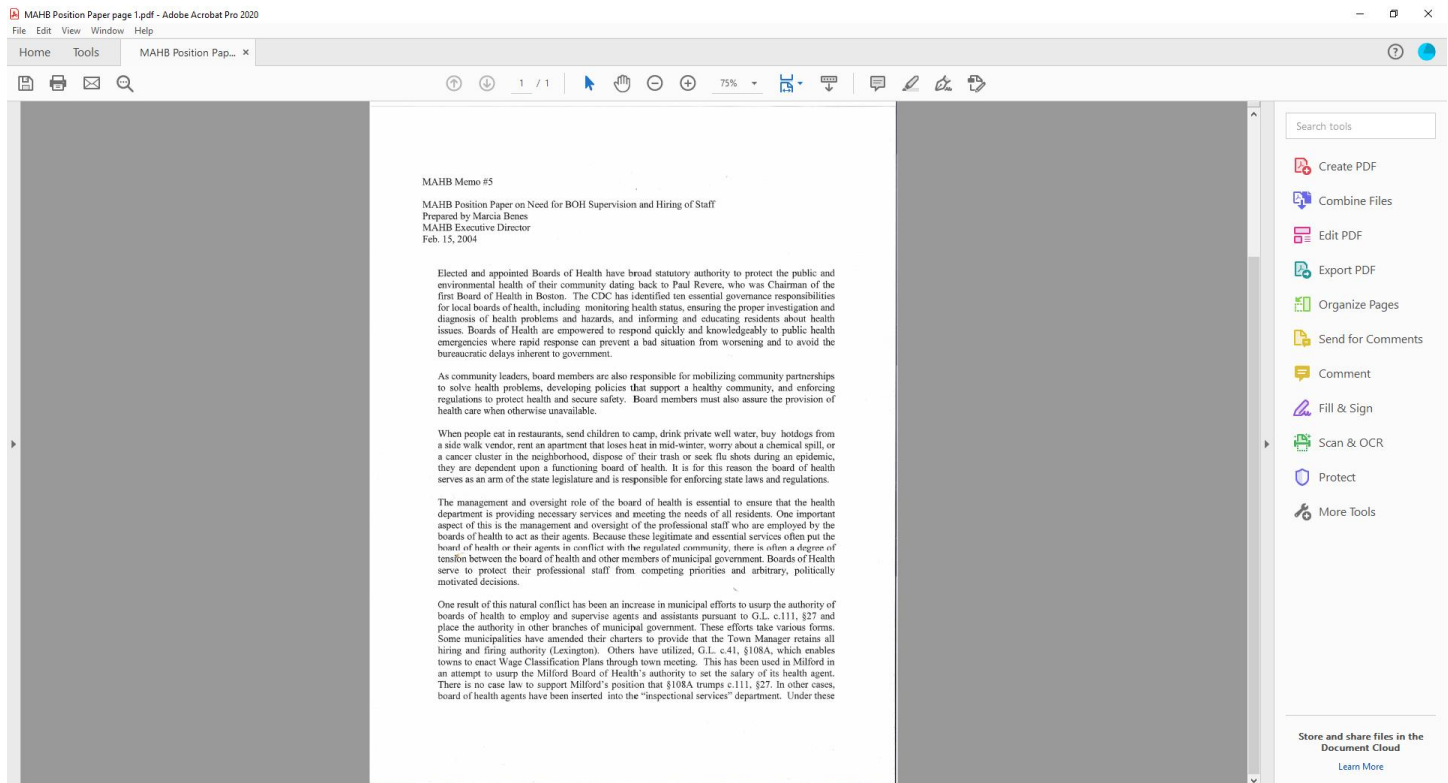 MAHB Position Paper page 1.pdf - Adobe Acrobat Pro 2020
File Edit View Window Help
Home Tools MAHB Position Pap... ×
1 / 1 75%
MAHB Memo #5
MAHB Position Paper on Need for BOH Supervision and Hiring of Staff
Prepared by Marcia Benes
MAHB Executive Director
Feb. 15, 2004
Elected and appointed Boards of Health have broad statutory authority to protect the public and
environmental health of their community dating back to Paul Revere, who was Chairman of the
first Board of Health in Boston. The CDC has identified ten essential governance responsibilities
for local boards of health, including monitoring health status, ensuring the proper investigation and
diagnosis of health problems and hazards, and informing and educating residents about health
issues. Boards of Health are empowered to respond quickly and knowledgeably to public health
emergencies where rapid response can prevent a bad situation from worsening and to avoid the
bureaucratic delays inherent to government.
As community leaders, board members are also responsible for mobilizing community partnerships
to solve health problems, developing policies that support a healthy community, and enforcing
regulations to protect health and secure safety. Board members must also assure the provision of
health care when otherwise unavailable.
When people eat in restaurants, send children to camp, drink private well water, buy hotdogs from
a side walk vendor, rent an apartment that loses heat in mid-winter, worry about a chemical spill, or
a cancer cluster in the neighborhood, dispose of their trash or seek flu shots during an epidemic,
they are dependent upon a functioning board of health. It is for this reason the board of health
serves as an arm of the state legislature and is responsible for enforcing state laws and regulations.
The management and oversight role of the board of health is essential to ensure that the health
department is providing necessary services and meeting the needs of all residents. One important
aspect of this is the management and oversight of the professional staff who are employed by the
boards of health to act as their agents. Because these legitimate and essential services often put the
board of health or their agents in conflict with the regulated community, there is often a degree of
tension between the board of health and other members of municipal government. Boards of Health
serve to protect their professional staff from competing priorities and arbitrary, politically
motivated decisions.
One result of this natural conflict has been an increase in municipal efforts to usurp the authority of
boards of health to employ and supervise agents and assistants pursuant to G.L. c.111, §27 and
place the authority in other branches of municipal government. These efforts take various forms.
Some municipalities have amended their charters to provide that the Town Manager retains all
hiring and firing authority (Lexington). Others have utilized, G.L. c.41, §108A, which enables
towns to enact Wage Classification Plans through town meeting. This has been used in Milford in
an attempt to usurp the Milford Board of Health's authority to set the salary of its health agent.
There is no case law to support Milford's position that §108A trumps c.111, §27. In other cases,
board of health agents have been inserted into the "inspectional services" department. Under these
Search tools
Create PDF
Combine Files
Edit PDF
Export PDF
Organize Pages
Send for Comments
Comment
Fill & Sign
Scan & OCR
Protect
More Tools
Store and share files in the
Document Cloud
Learn More